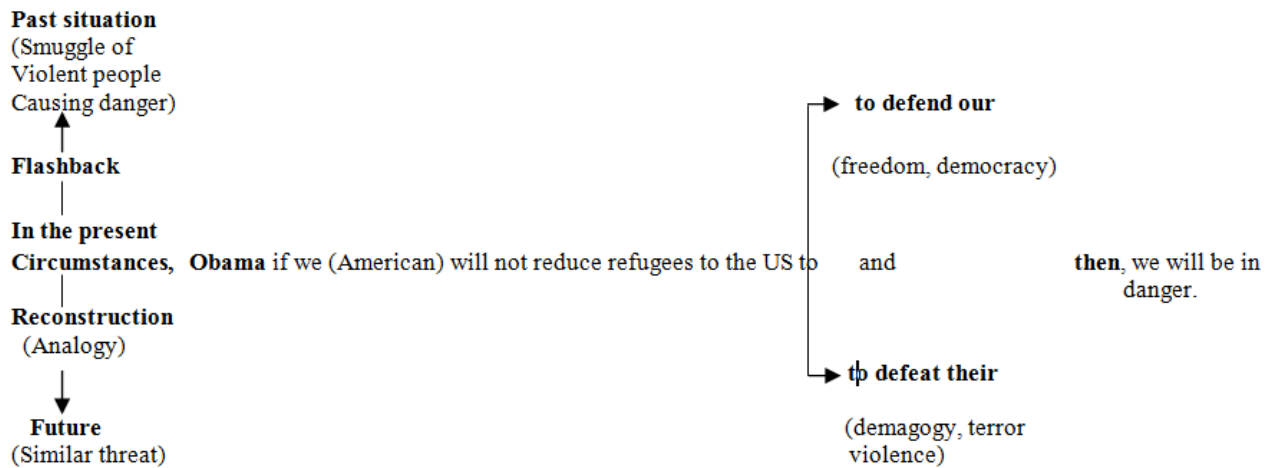 Past situation
(Smuggle of
Violent people
Causing danger)
to defend our
Flashback
(freedom, democracy)
In the present
Circumstances, Obama if we (American) will not reduce refugees to the US to and then, we will be in
danger.
Reconstruction
(Analogy)
to defeat their
Future
(Similar threat)
(demagogy, terror
violence)